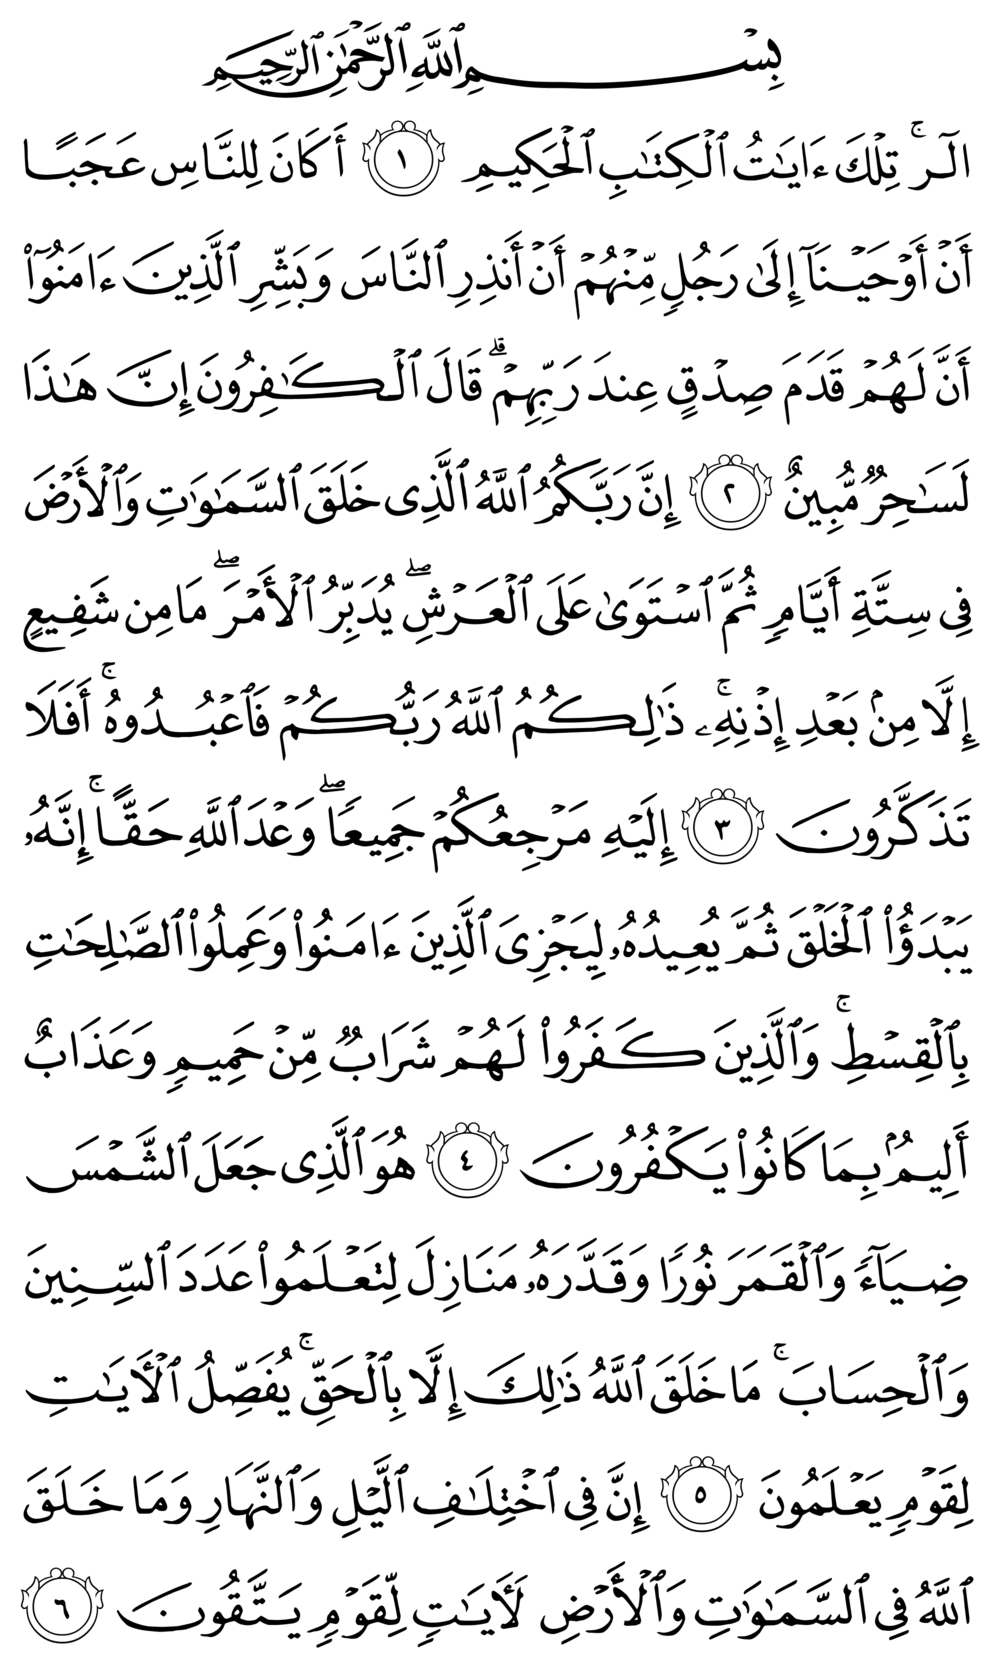 بِسْمِ ٱللَّهِ ٱلرَّحْمَٰنِ ٱلرَّحِيمِ
الٓر ۚ تِلْكَ ءَايَٰتُ ٱلْكِتَٰبِ ٱلْحَكِيمِ ١ أَكَانَ لِلنَّاسِ عَجَبًا
أَنْ أَوْحَيْنَآ إِلَىٰ رَجُلٍ مِّنْهُمْ أَنْ أَنذِرِ ٱلنَّاسَ وَبَشِّرِ ٱلَّذِينَ ءَامَنُوٓا۟
أَنَّ لَهُمْ قَدَمَ صِدْقٍ عِندَ رَبِّهِمْ ۗ قَالَ ٱلْكَٰفِرُونَ إِنَّ هَٰذَا
لَسَٰحِرٌ مُّبِينٌ ٢ إِنَّ رَبَّكُمُ ٱللَّهُ ٱلَّذِى خَلَقَ ٱلسَّمَٰوَٰتِ وَٱلْأَرْضَ
فِى سِتَّةِ أَيَّامٍ ثُمَّ ٱسْتَوَىٰ عَلَى ٱلْعَرْشِ ۖ يُدَبِّرُ ٱلْأَمْرَ ۖ مَا مِن شَفِيعٍ
إِلَّا مِنۢ بَعْدِ إِذْنِهِۦ ۚ ذَٰلِكُمُ ٱللَّهُ رَبُّكُمْ فَٱعْبُدُوهُ ۚ أَفَلَا
تَذَكَّرُونَ ٣ إِلَيْهِ مَرْجِعُكُمْ جَمِيعًا ۖ وَعْدَ ٱللَّهِ حَقًّا ۚ إِنَّهُۥ
يَبْدَؤُا۟ ٱلْخَلْقَ ثُمَّ يُعِيدُهُۥ لِيَجْزِىَ ٱلَّذِينَ ءَامَنُوا۟ وَعَمِلُوا۟ ٱلصَّٰلِحَٰتِ
بِٱلْقِسْطِ ۚ وَٱلَّذِينَ كَفَرُوا۟ لَهُمْ شَرَابٌ مِّنْ حَمِيمٍ وَعَذَابٌ
أَلِيمٌۢ بِمَا كَانُوا۟ يَكْفُرُونَ ٤ هُوَ ٱلَّذِى جَعَلَ ٱلشَّمْسَ
ضِيَآءً وَٱلْقَمَرَ نُورًا وَقَدَّرَهُۥ مَنَازِلَ لِتَعْلَمُوا۟ عَدَدَ ٱلسِّنِينَ
وَٱلْحِسَابَ ۚ مَا خَلَقَ ٱللَّهُ ذَٰلِكَ إِلَّا بِٱلْحَقِّ ۚ يُفَصِّلُ ٱلْءَايَٰتِ
لِقَوْمٍ يَعْلَمُونَ ٥ إِنَّ فِى ٱخْتِلَٰفِ ٱلَّيْلِ وَٱلنَّهَارِ وَمَا خَلَقَ
ٱللَّهُ فِى ٱلسَّمَٰوَٰتِ وَٱلْأَرْضِ لَءَايَٰتٍ لِّقَوْمٍ يَتَّقُونَ ٦